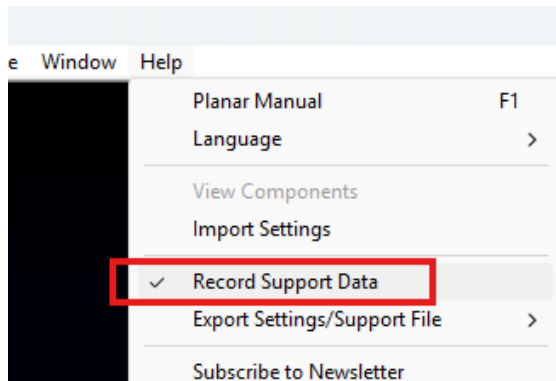 e Window Help
Planar Manual F1
Language >
View Components
Import Settings
✓ Record Support Data
Export Settings/Support File >
Subscribe to Newsletter